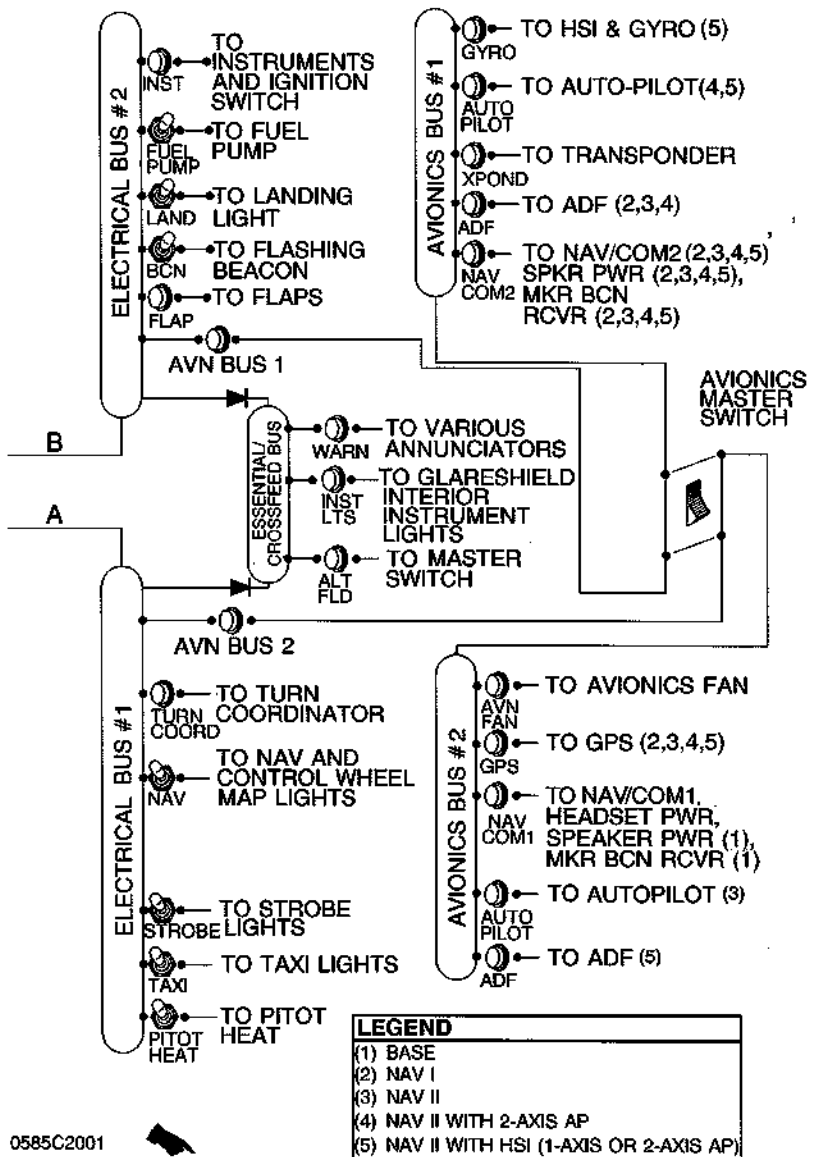 ELECTRICAL BUS #2
INST
TO
INSTRUMENTS
AND IGNITION
SWITCH
FUEL
PUMP
TO FUEL
PUMP
LAND
TO LANDING
LIGHT
BCN
TO FLASHING
BEACON
FLAP
TO FLAPS
AVN BUS 1
AVIONICS BUS #1
GYRO
TO HSI & GYRO (5)
AUTO
PILOT
TO AUTO-PILOT(4,5)
XPOND
TO TRANSPONDER
ADF
TO ADF (2,3,4)
NAV
COM2
TO NAV/COM2 (2,3,4,5)
SPKR PWR (2,3,4,5),
MKR BCN
RCVR (2,3,4,5)
AVIONICS
MASTER
SWITCH
B
A
ESSENTIAL/
CROSSFEED BUS
WARN
TO VARIOUS
ANNUNCIATORS
INST
LTS
TO GLARESHIELD
INTERIOR
INSTRUMENT
LIGHTS
ALT
FLD
TO MASTER
SWITCH
AVN BUS 2
ELECTRICAL BUS #1
TURN
COORD
TO TURN
COORDINATOR
NAV
TO NAV AND
CONTROL WHEEL
MAP LIGHTS
STROBE
TO STROBE
LIGHTS
TAXI
TO TAXI LIGHTS
PITOT
HEAT
TO PITOT
HEAT
AVIONICS BUS #2
AVN
FAN
TO AVIONICS FAN
GPS
TO GPS (2,3,4,5)
NAV
COM1
TO NAV/COM1,
HEADSET PWR,
SPEAKER PWR (1),
MKR BCN RCVR (1)
AUTO
PILOT
TO AUTOPILOT (3)
ADF
TO ADF (5)
LEGEND
(1) BASE
(2) NAV I
(3) NAV II
(4) NAV II WITH 2-AXIS AP
(5) NAV II WITH HSI (1-AXIS OR 2-AXIS AP)
0585C2001